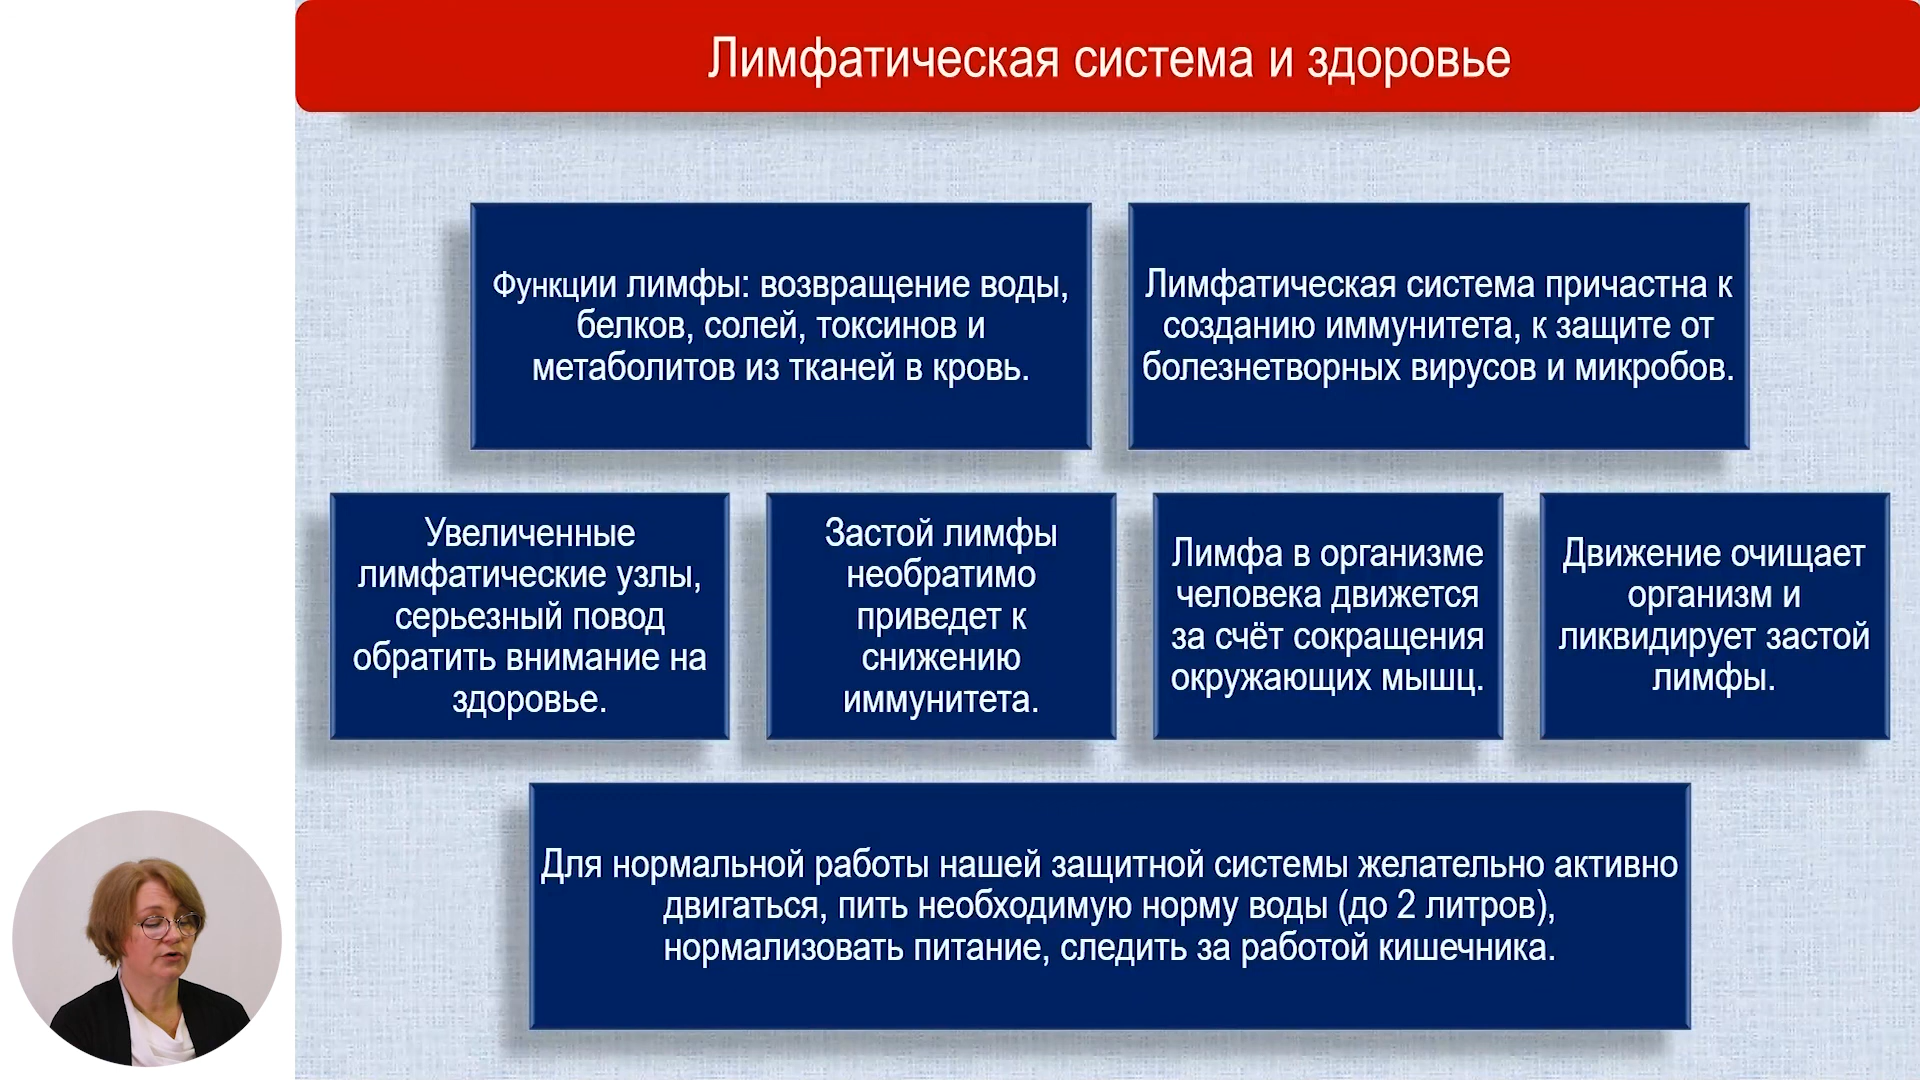 Лимфатическая система и здоровье
Функции лимфы: возвращение воды,
белков, солей, токсинов и
метаболитов из тканей в кровь.
Лимфатическая система причастна к
созданию иммунитета, к защите от
болезнетворных вирусов и микробов.
Увеличенные
лимфатические узлы,
серьезный повод
обратить внимание на
здоровье.
Застой лимфы
необратимо
приведет к
снижению
иммунитета.
Лимфа в организме
человека движется
за счёт сокращения
окружающих мышц.
Движение очищает
организм и
ликвидирует застой
лимфы.
Для нормальной работы нашей защитной системы желательно активно
двигаться, пить необходимую норму воды (до 2 литров),
нормализовать питание, следить за работой кишечника.